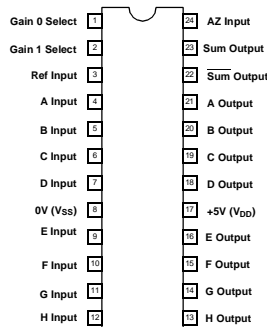 Gain 0 Select 1 24 AZ Input
Gain 1 Select 2 23 Sum Output
Ref Input 3 22 Sum Output
A Input 4 21 A Output
B Input 5 20 B Output
C Input 6 19 C Output
D Input 7 18 D Output
0V (VSS) 8 17 +5V (VDD)
E Input 9 16 E Output
F Input 10 15 F Output
G Input 11 14 G Output
H Input 12 13 H Output